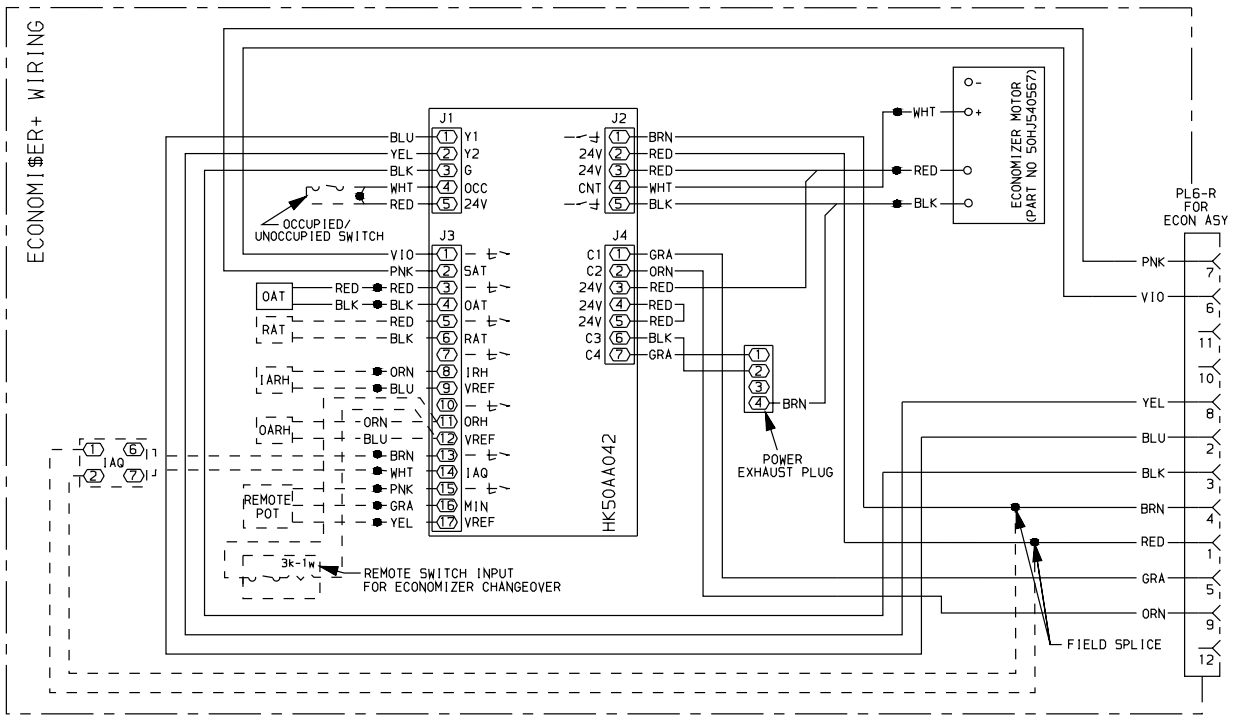 ECONOMI$ER+ WIRING
J1
BLU 1 Y1
YEL 2 Y2
BLK 3 G
WHT 4 OCC
RED 5 24V
OCCUPIED/
UNOCCUPIED SWITCH
J2
1 BRN
24V 2 RED
24V 3 RED
CNT 4 WHT
5 BLK
J3
VIO 1
PNK 2 SAT
OAT
RED RED 3
BLK BLK 4 OAT
RAT
RED 5
BLK 6 RAT
7
IARH
ORN 8 IRH
BLU 9 VREF
10
OARH
ORN 11 ORH
BLU 12 VREF
BRN 13
WHT 14 IAQ
PNK 15
REMOTE
POT
GRA 16 MIN
YEL 17 VREF
J4
C1 1 GRA
C2 2 ORN
24V 3 RED
24V 4 RED
24V 5 RED
C3 6 BLK
C4 7 GRA
HK50AA042
1 6
IAQ
2 7
3k-1w
REMOTE SWITCH INPUT
FOR ECONOMIZER CHANGEOVER
1
2
3
4 BRN
POWER
EXHAUST PLUG
-
WHT +
RED
BLK
ECONOMIZER MOTOR
(PART NO 50HJ540567)
PL6-R
FOR
ECON ASY
PNK 7
VIO 6
11
10
YEL 8
BLU 2
BLK 3
BRN 4
RED 1
GRA 5
ORN 9
12
FIELD SPLICE